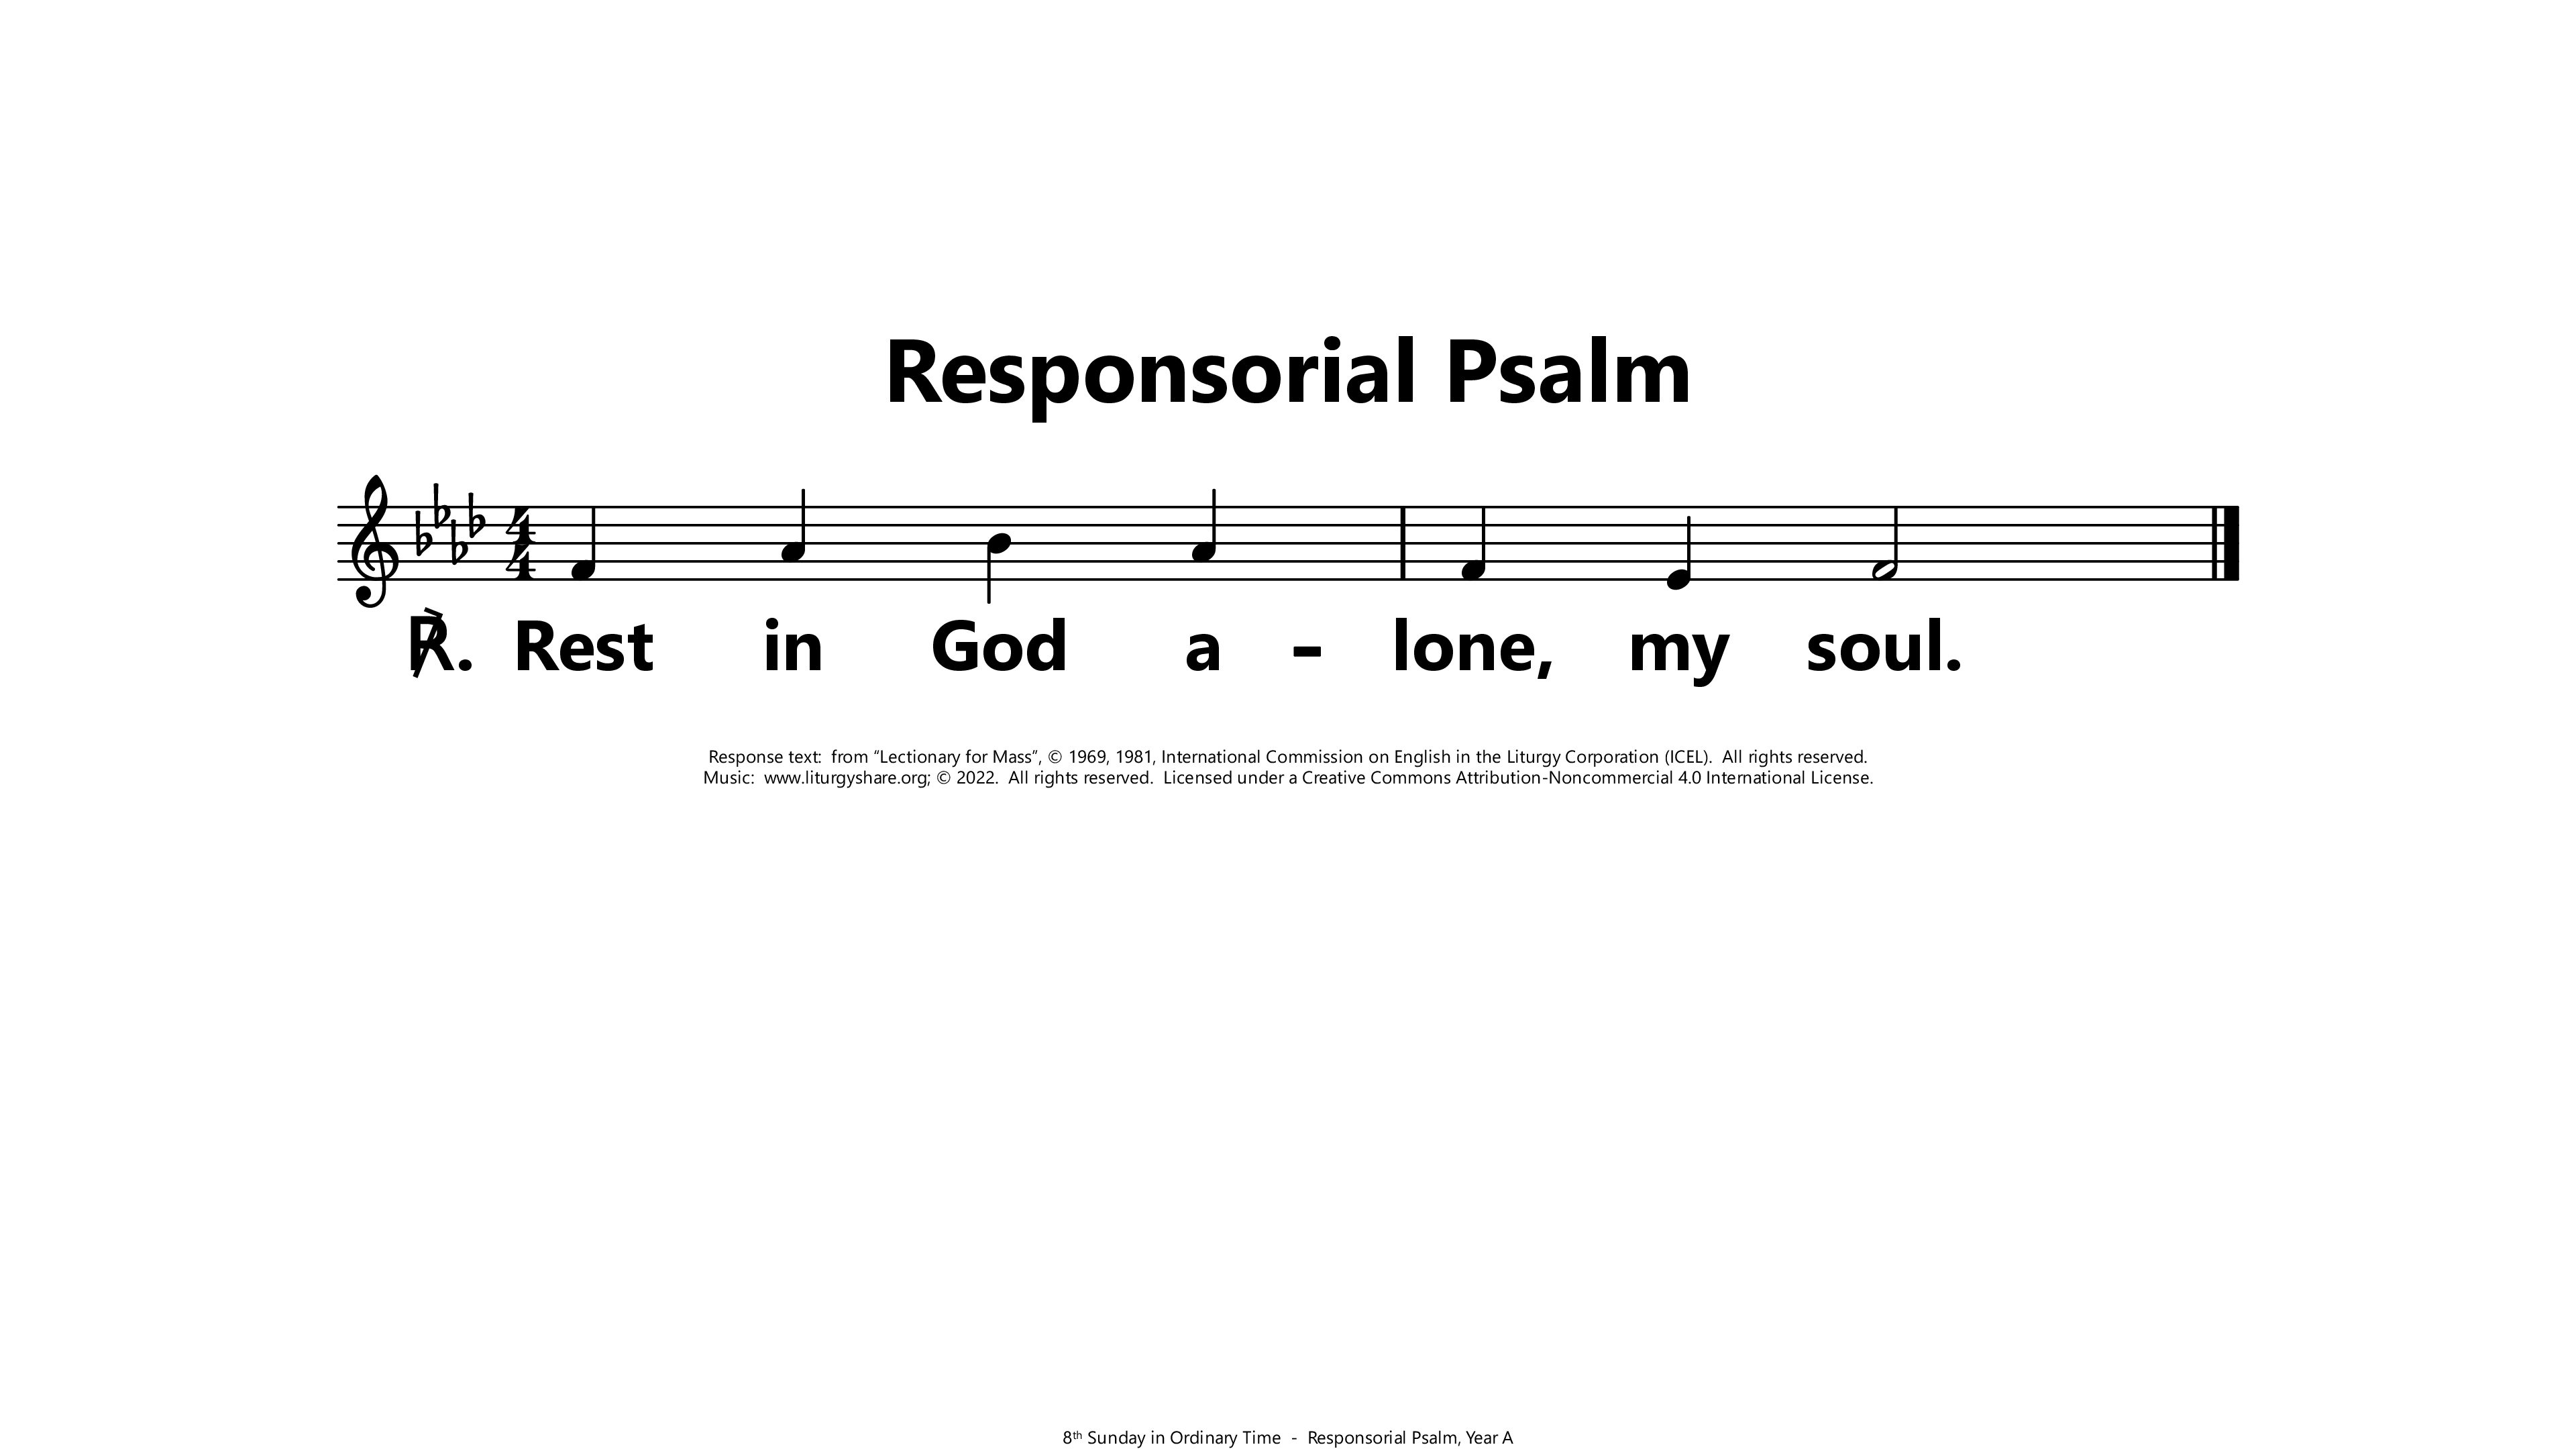 Responsorial Psalm
4
4
℟. Rest in God a - lone, my soul.
Response text: from “Lectionary for Mass”, © 1969, 1981, International Commission on English in the Liturgy Corporation (ICEL). All rights reserved.
Music: www.liturgyshare.org; © 2022. All rights reserved. Licensed under a Creative Commons Attribution-Noncommercial 4.0 International License.
8th Sunday in Ordinary Time - Responsorial Psalm, Year A